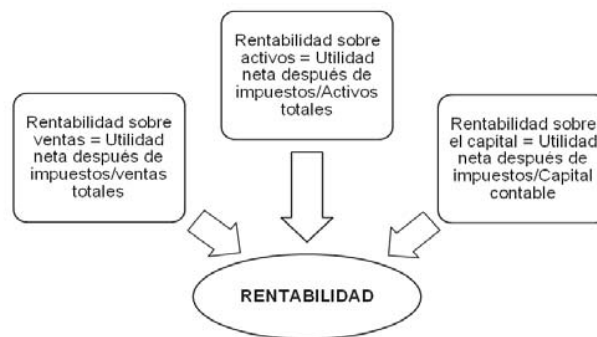 Rentabilidad sobre
activos = Utilidad
neta después de
impuestos/Activos
totales
Rentabilidad sobre
ventas = Utilidad
neta después de
impuestos/ventas
totales
Rentabilidad sobre
el capital = Utilidad
neta después de
impuestos/Capital
contable
RENTABILIDAD